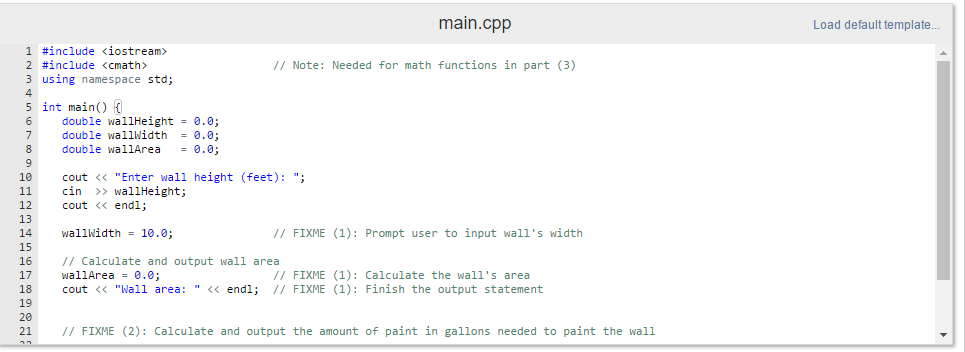 main.cpp
Load default template...
1 #include <iostream>
2 #include <cmath> // Note: Needed for math functions in part (3)
3 using namespace std;
4
5 int main() {
6 double wallHeight = 0.0;
7 double wallWidth = 0.0;
8 double wallArea = 0.0;
9
10 cout << "Enter wall height (feet): ";
11 cin >> wallHeight;
12 cout << endl;
13
14 wallWidth = 10.0; // FIXME (1): Prompt user to input wall's width
15
16 // Calculate and output wall area
17 wallArea = 0.0; // FIXME (1): Calculate the wall's area
18 cout << "Wall area: " << endl; // FIXME (1): Finish the output statement
19
20
21 // FIXME (2): Calculate and output the amount of paint in gallons needed to paint the wall